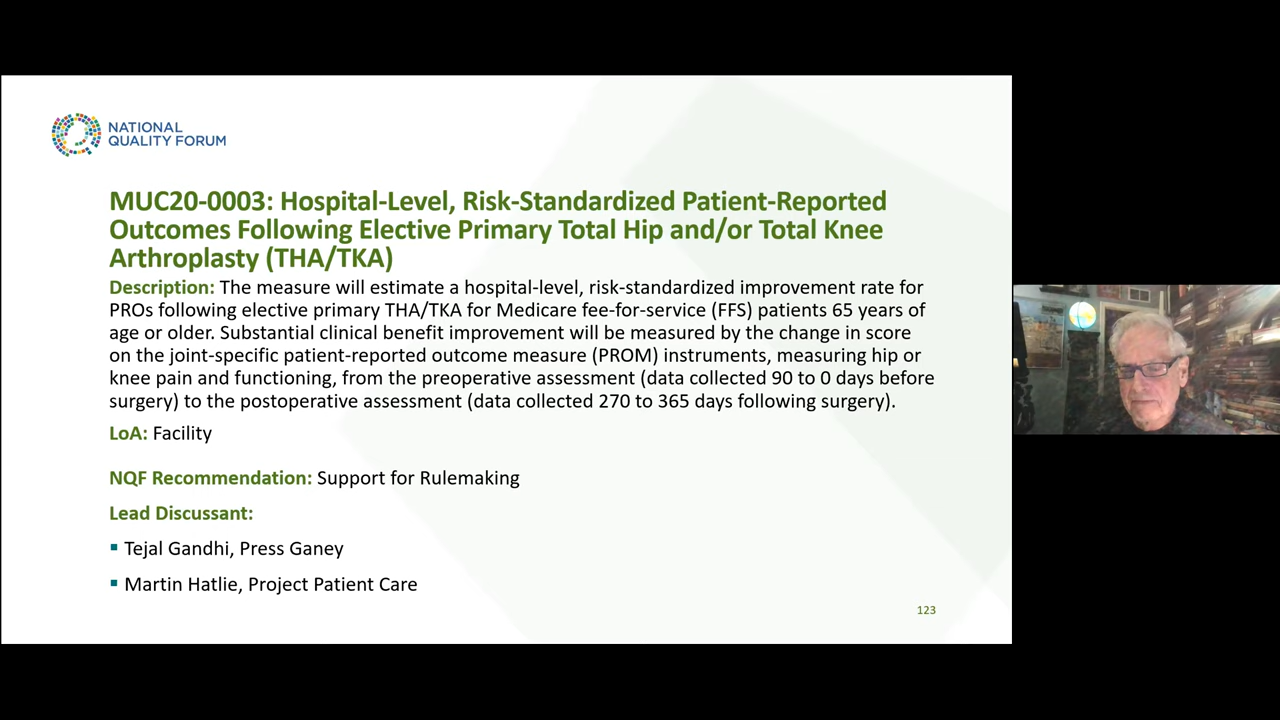 NATIONAL
QUALITY FORUM
MUC20-0003: Hospital-Level, Risk-Standardized Patient-Reported
Outcomes Following Elective Primary Total Hip and/or Total Knee
Arthroplasty (THA/TKA)
Description: The measure will estimate a hospital-level, risk-standardized improvement rate for
PROs following elective primary THA/TKA for Medicare fee-for-service (FFS) patients 65 years of
age or older. Substantial clinical benefit improvement will be measured by the change in score
on the joint-specific patient-reported outcome measure (PROM) instruments, measuring hip or
knee pain and functioning, from the preoperative assessment (data collected 90 to 0 days before
surgery) to the postoperative assessment (data collected 270 to 365 days following surgery).
LoA: Facility
NQF Recommendation: Support for Rulemaking
Lead Discussant:
▪ Tejal Gandhi, Press Ganey
▪ Martin Hatlie, Project Patient Care
123